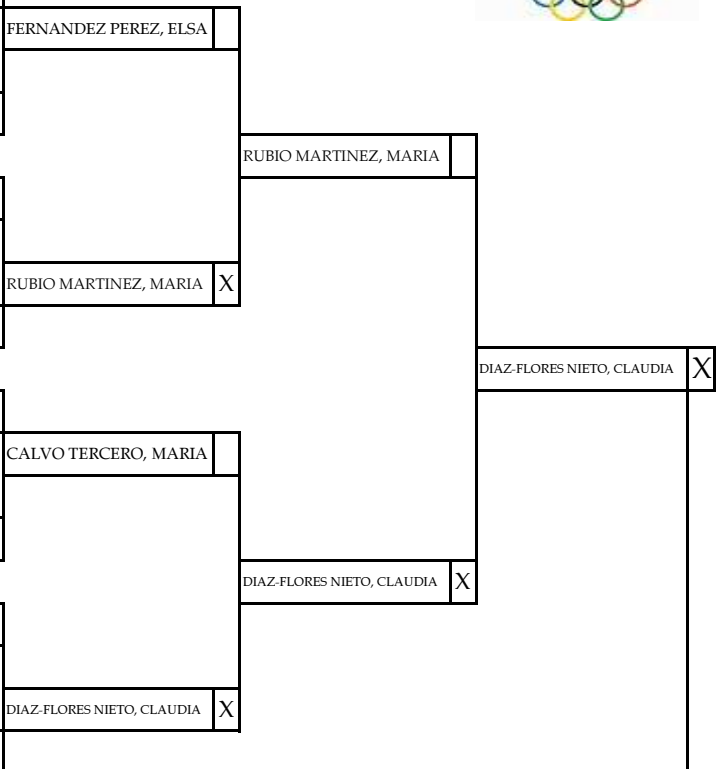 FERNANDEZ PEREZ, ELSA
RUBIO MARTINEZ, MARIA
RUBIO MARTINEZ, MARIA X
DIAZ-FLORES NIETO, CLAUDIA X
CALVO TERCERO, MARIA
DIAZ-FLORES NIETO, CLAUDIA X
DIAZ-FLORES NIETO, CLAUDIA X